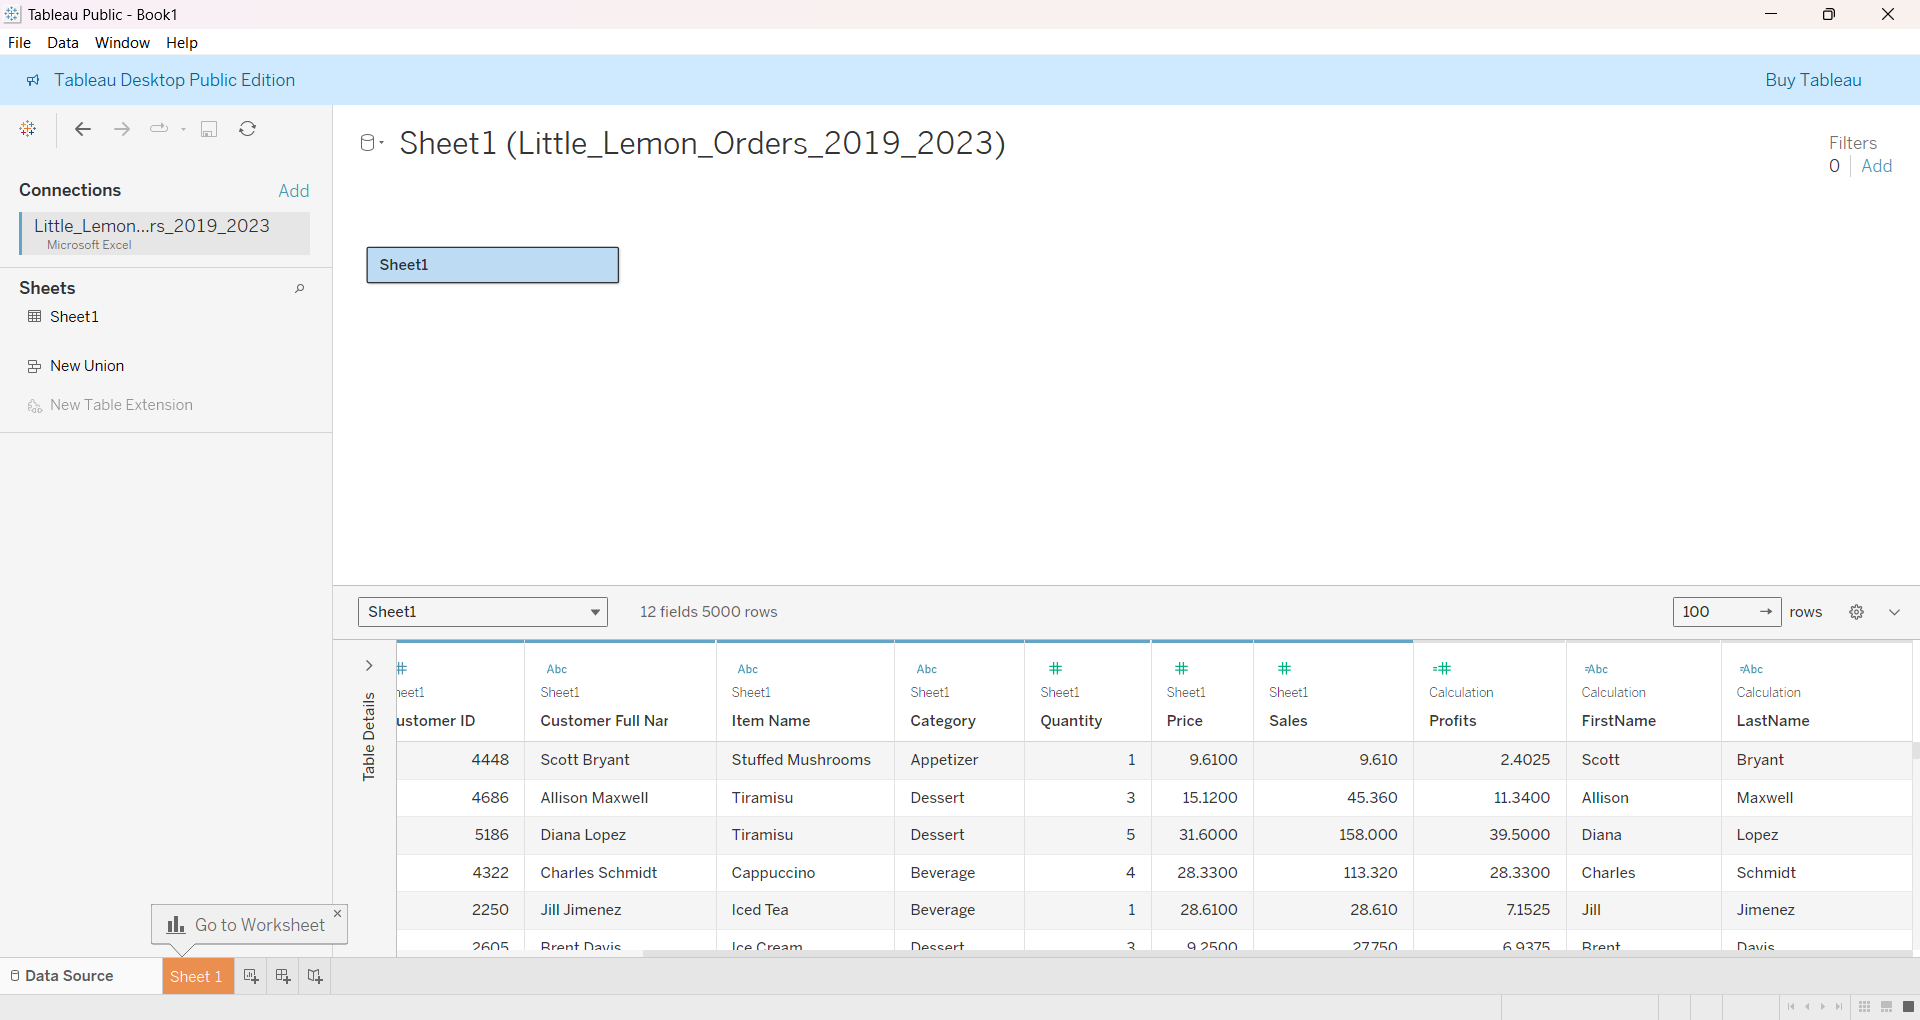 Tableau Public - Book1
File Data Window Help
Tableau Desktop Public Edition Buy Tableau
Connections Add
Little_Lemon...rs_2019_2023
Microsoft Excel
Sheets
Sheet1
New Union
New Table Extension
Sheet1 (Little_Lemon_Orders_2019_2023)
Filters
0 Add
Sheet1
Sheet1 12 fields 5000 rows 100 rows
Table Details
# Abc Abc Abc # # # =# =Abc =Abc
heet1 Sheet1 Sheet1 Sheet1 Sheet1 Sheet1 Sheet1 Calculation Calculation Calculation
ustomer ID Customer Full Nar Item Name Category Quantity Price Sales Profits FirstName LastName
4448 Scott Bryant Stuffed Mushrooms Appetizer 1 9.6100 9.610 2.4025 Scott Bryant
4686 Allison Maxwell Tiramisu Dessert 3 15.1200 45.360 11.3400 Allison Maxwell
5186 Diana Lopez Tiramisu Dessert 5 31.6000 158.000 39.5000 Diana Lopez
4322 Charles Schmidt Cappuccino Beverage 4 28.3300 113.320 28.3300 Charles Schmidt
2250 Jill Jimenez Iced Tea Beverage 1 28.6100 28.610 7.1525 Jill Jimenez
2605 Brent Davis Ice Cream Dessert 3 9.2500 27.750 6.9375 Brent Davis
Go to Worksheet
Data Source Sheet 1